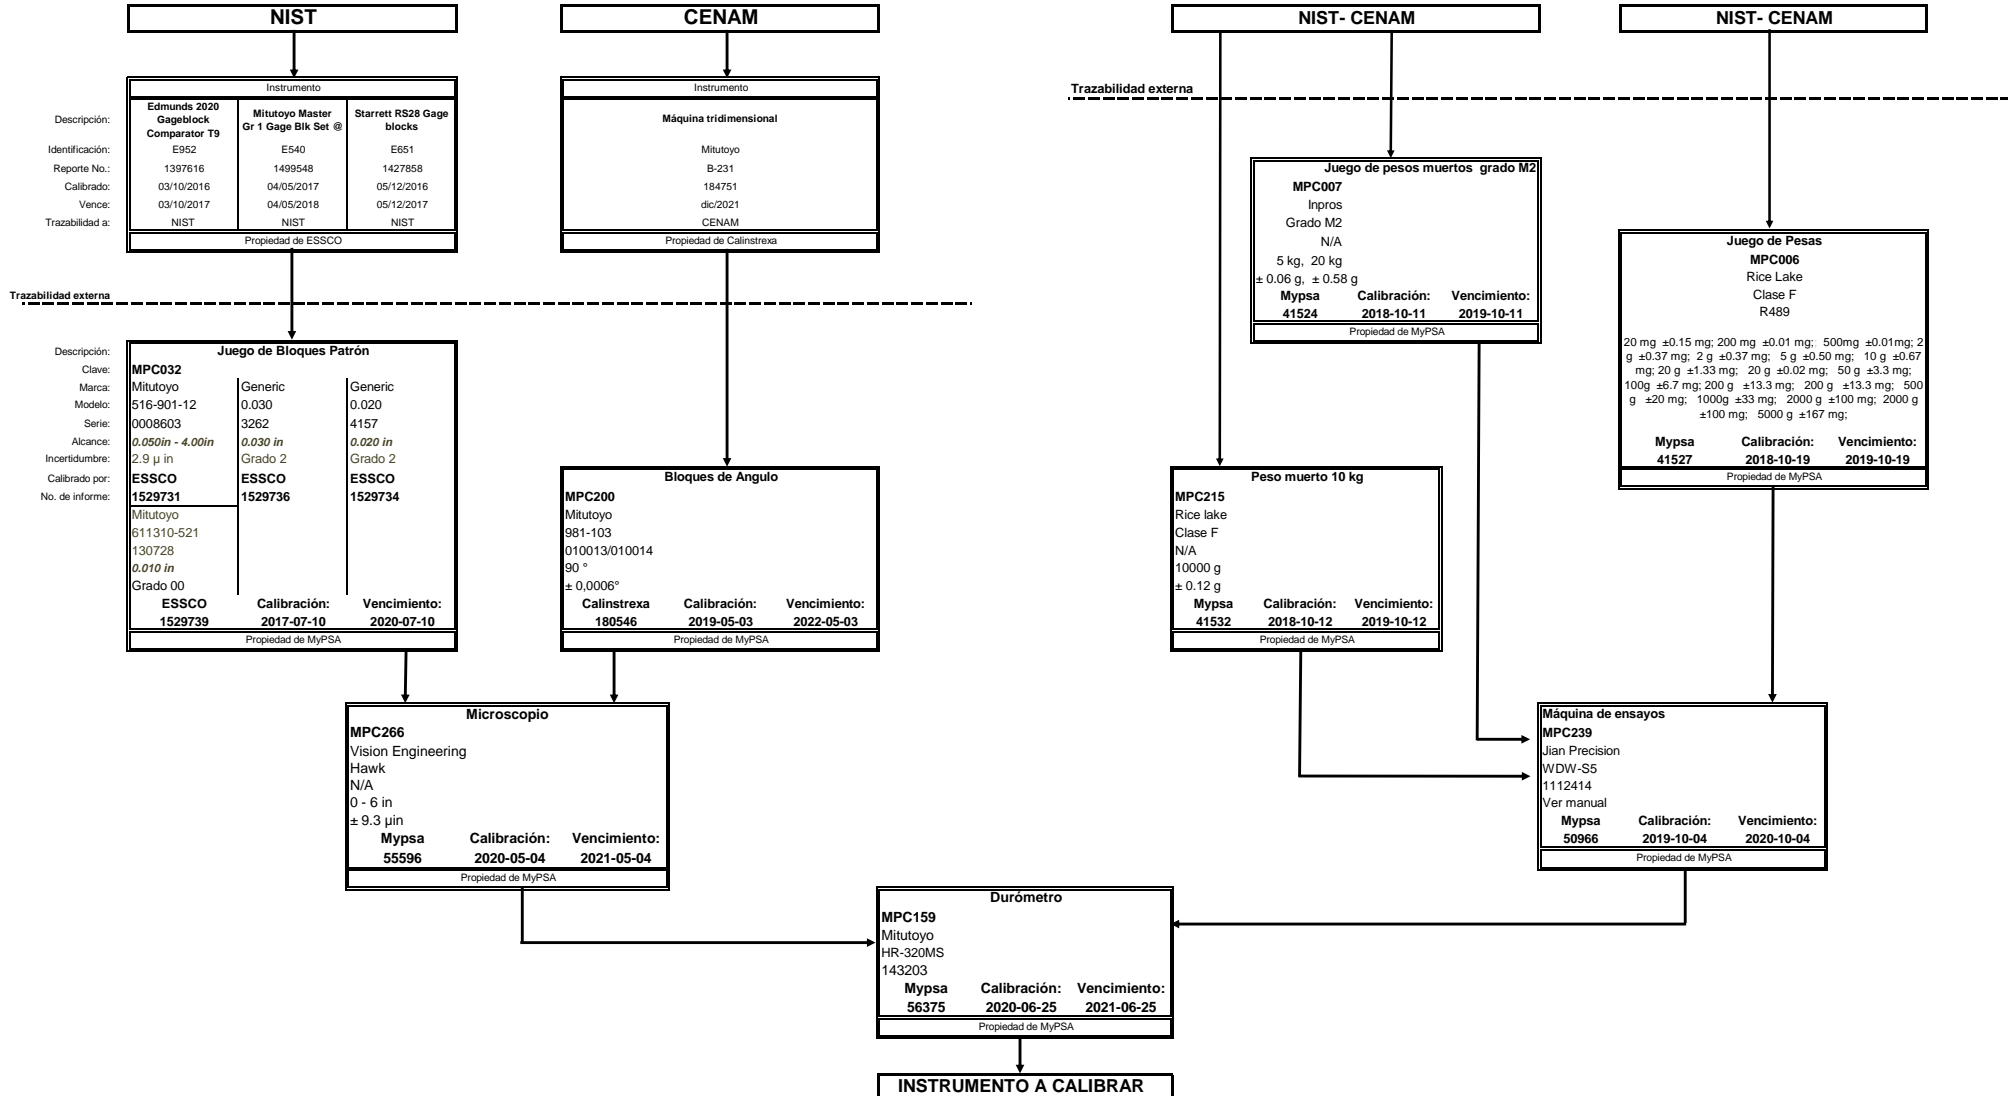 NIST
CENAM
NIST- CENAM
NIST- CENAM
Instrumento
Descripción:
Edmunds 2020
Gageblock
Comparator T9
Mitutoyo Master
Gr 1 Gage Blk Set @
Starrett RS28 Gage
blocks
Identificación: E952 E540 E651
Reporte No.: 1397616 1499548 1427858
Calibrado: 03/10/2016 04/05/2017 05/12/2016
Vence: 03/10/2017 04/05/2018 05/12/2017
Trazabilidad a: NIST NIST NIST
Propiedad de ESSCO
Instrumento
Máquina tridimensional
Mitutoyo
B-231
184751
dic/2021
CENAM
Propiedad de Calinstrexa
Trazabilidad externa
Juego de pesos muertos grado M2
MPC007
Inpros
Grado M2
N/A
5 kg, 20 kg
± 0.06 g, ± 0.58 g
Mypsa Calibración: Vencimiento:
41524 2018-10-11 2019-10-11
Propiedad de MyPSA
Juego de Pesas
MPC006
Rice Lake
Clase F
R489
20 mg ±0.15 mg; 200 mg ±0.01 mg; 500mg ±0.01mg; 2
g ±0.37 mg; 2 g ±0.37 mg; 5 g ±0.50 mg; 10 g ±0.67
mg; 20 g ±1.33 mg; 20 g ±0.02 mg; 50 g ±3.3 mg;
100g ±6.7 mg; 200 g ±13.3 mg; 200 g ±13.3 mg; 500
g ±20 mg; 1000g ±33 mg; 2000 g ±100 mg; 2000 g
±100 mg; 5000 g ±167 mg;
Mypsa Calibración: Vencimiento:
41527 2018-10-19 2019-10-19
Propiedad de MyPSA
Trazabilidad externa
Descripción: Juego de Bloques Patrón
Clave: MPC032
Marca: Mitutoyo Generic Generic
Modelo: 516-901-12 0.030 0.020
Serie: 0008603 3262 4157
Alcance: 0.050in - 4.00in 0.030 in 0.020 in
Incertidumbre: 2.9 µ in Grado 2 Grado 2
Calibrado por: ESSCO ESSCO ESSCO
No. de informe: 1529731 1529736 1529734
Mitutoyo
611310-521
130728
0.010 in
Grado 00
ESSCO Calibración: Vencimiento:
1529739 2017-07-10 2020-07-10
Propiedad de MyPSA
Bloques de Angulo
MPC200
Mitutoyo
981-103
010013/010014
90 °
± 0,0006°
Calinstrexa Calibración: Vencimiento:
180546 2019-05-03 2022-05-03
Propiedad de MyPSA
Peso muerto 10 kg
MPC215
Rice lake
Clase F
N/A
10000 g
± 0.12 g
Mypsa Calibración: Vencimiento:
41532 2018-10-12 2019-10-12
Propiedad de MyPSA
Microscopio
MPC266
Vision Engineering
Hawk
N/A
0 - 6 in
± 9.3 µin
Mypsa Calibración: Vencimiento:
55596 2020-05-04 2021-05-04
Propiedad de MyPSA
Máquina de ensayos
MPC239
Jian Precision
WDW-S5
1112414
Ver manual
Mypsa Calibración: Vencimiento:
50966 2019-10-04 2020-10-04
Propiedad de MyPSA
Durómetro
MPC159
Mitutoyo
HR-320MS
143203
Mypsa Calibración: Vencimiento:
56375 2020-06-25 2021-06-25
Propiedad de MyPSA
INSTRUMENTO A CALIBRAR